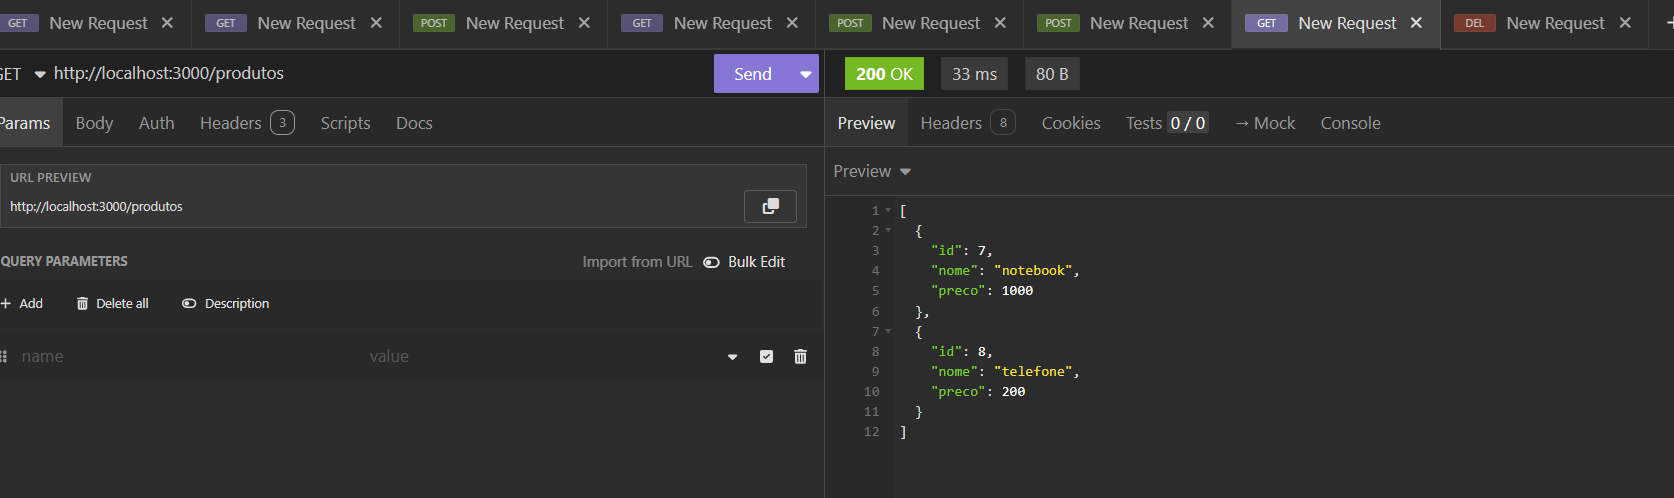 GET New Request GET New Request POST New Request GET New Request POST New Request POST New Request GET New Request DEL New Request
GET http://localhost:3000/produtos Send
200 OK 33 ms 80 B
Params Body Auth Headers 3 Scripts Docs
Preview Headers 8 Cookies Tests 0 / 0 → Mock Console
URL PREVIEW
http://localhost:3000/produtos
QUERY PARAMETERS Import from URL Bulk Edit
+ Add Delete all Description
name value
Preview
1 [
2 {
3 "id": 7,
4 "nome": "notebook",
5 "preco": 1000
6 },
7 {
8 "id": 8,
9 "nome": "telefone",
10 "preco": 200
11 }
12 ]